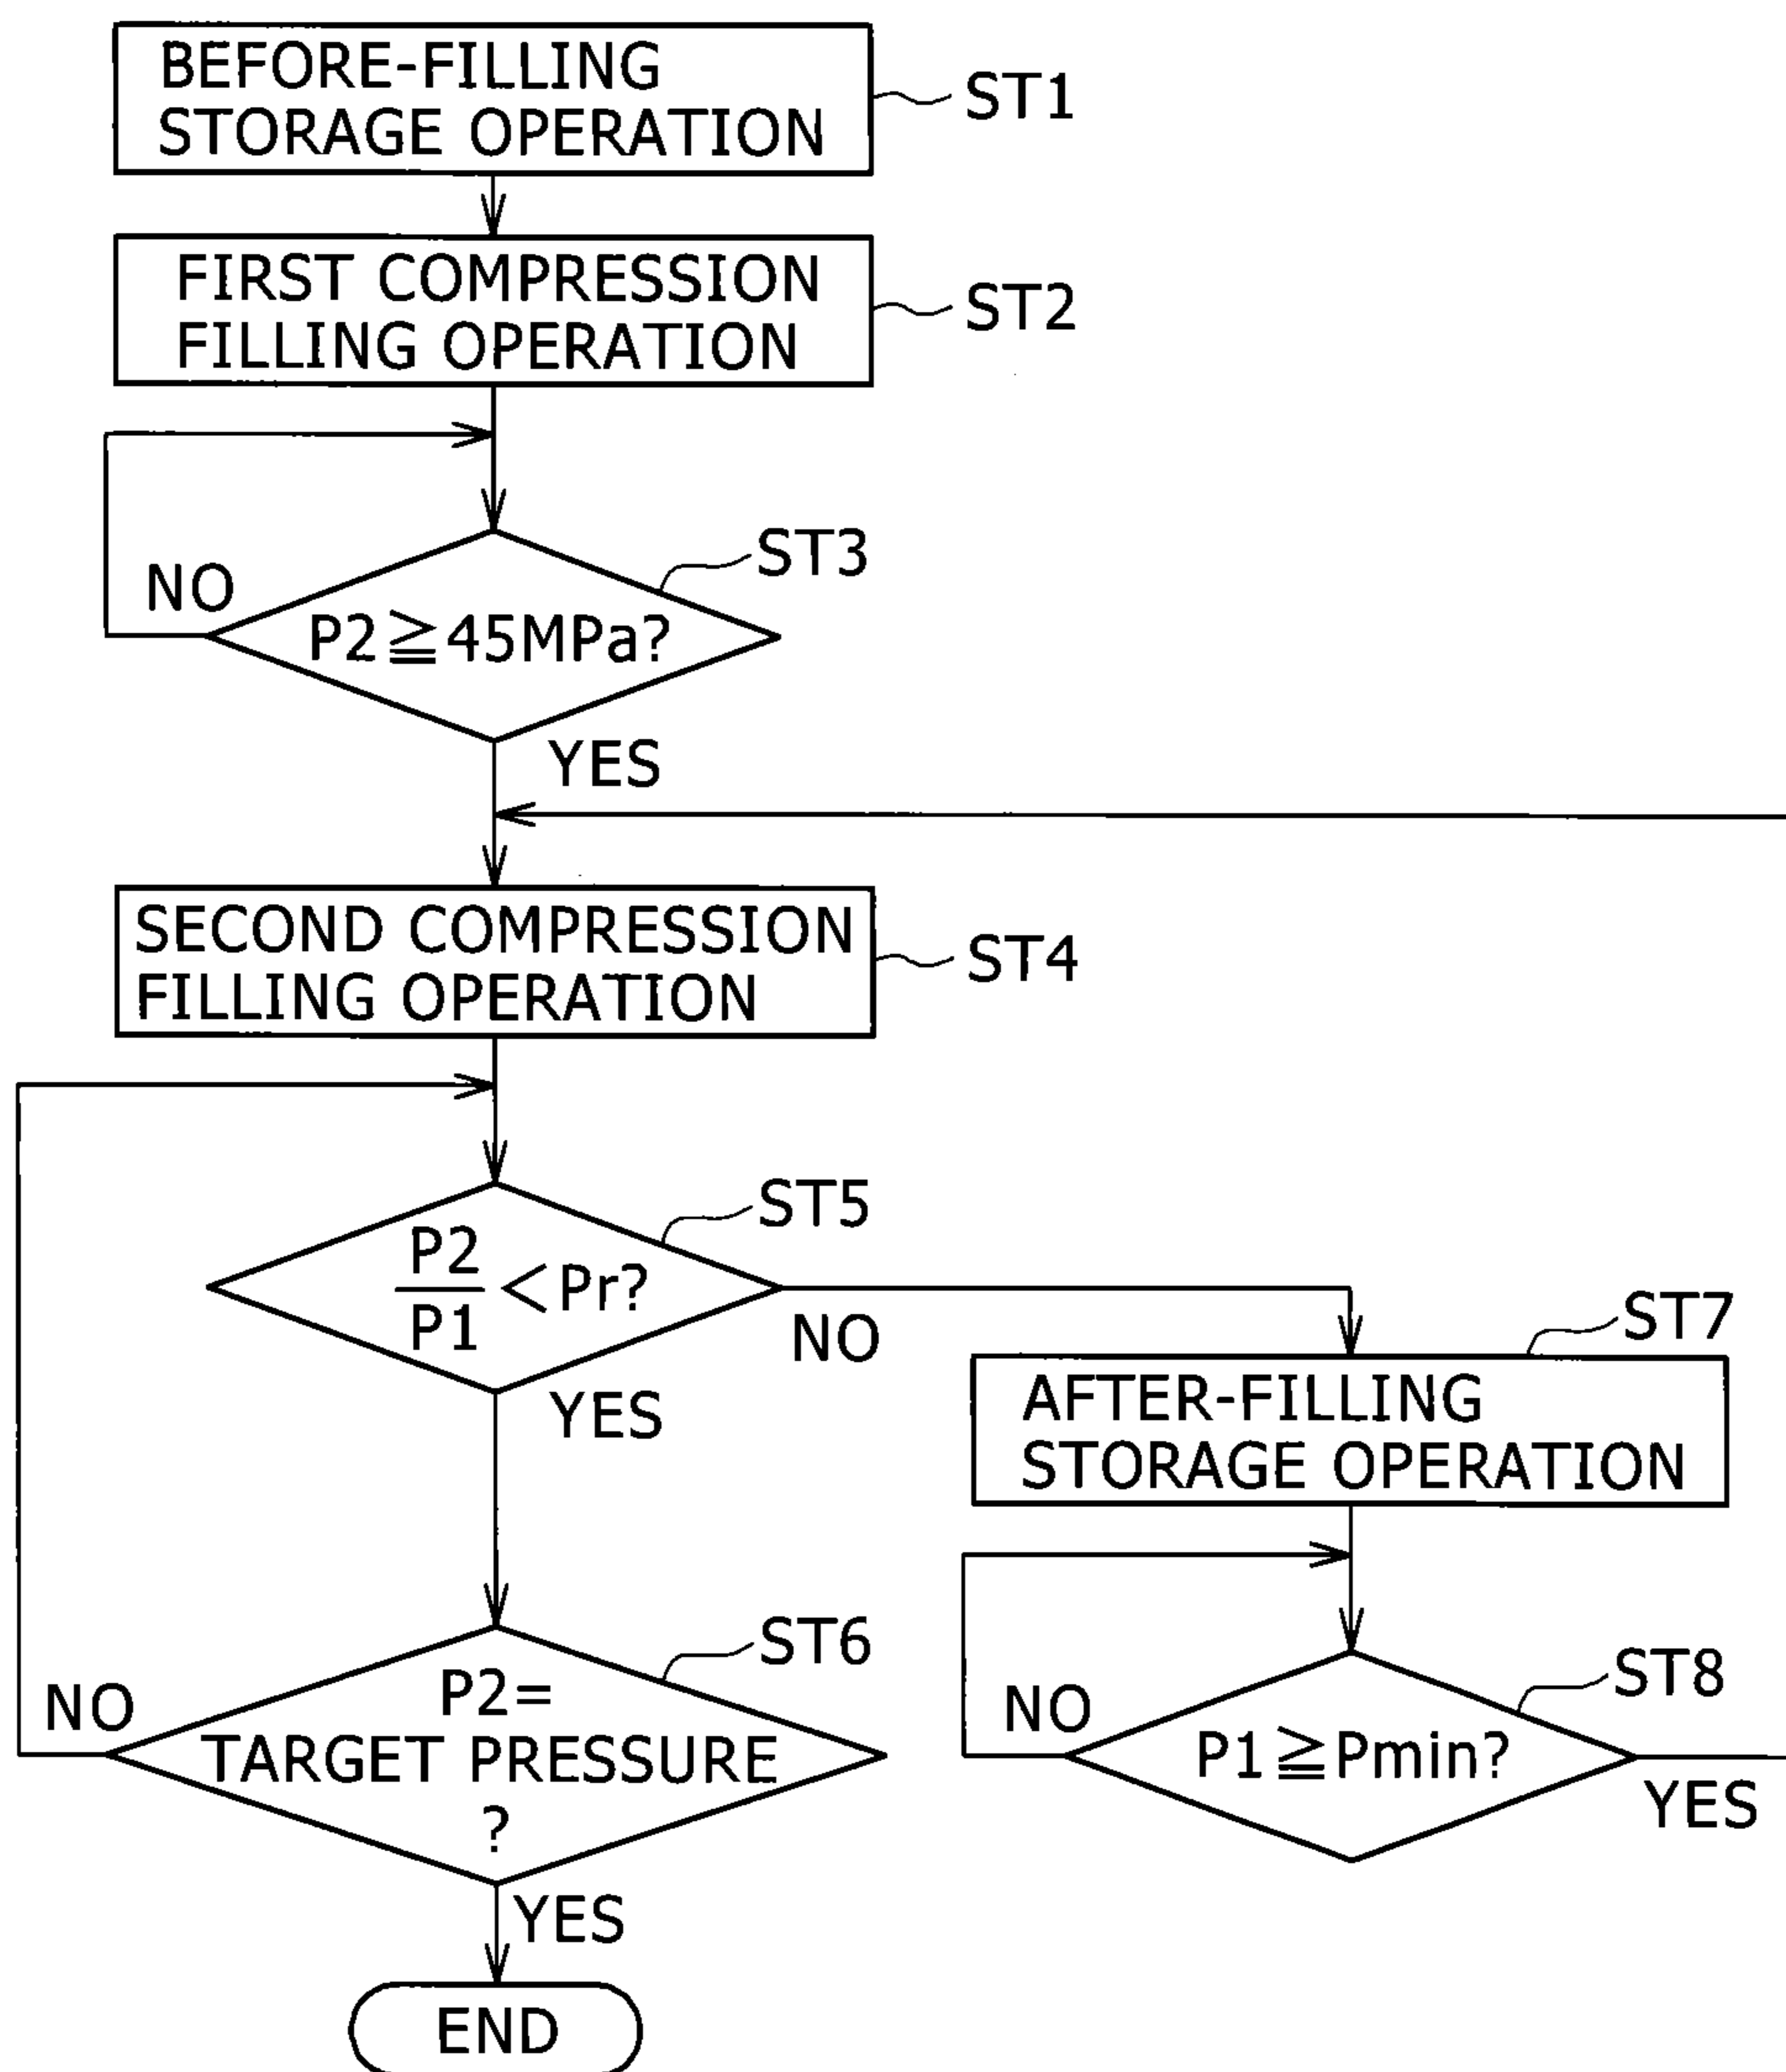 BEFORE-FILLING
STORAGE OPERATION
ST1
FIRST COMPRESSION
FILLING OPERATION
ST2
ST3
NO
P2≧45MPa?
YES
SECOND COMPRESSION
FILLING OPERATION
ST4
ST5
P2
P1
<Pr?
NO
YES
ST7
AFTER-FILLING
STORAGE OPERATION
ST6
NO
P2=
TARGET PRESSURE
?
YES
ST8
NO
P1≧Pmin?
YES
END